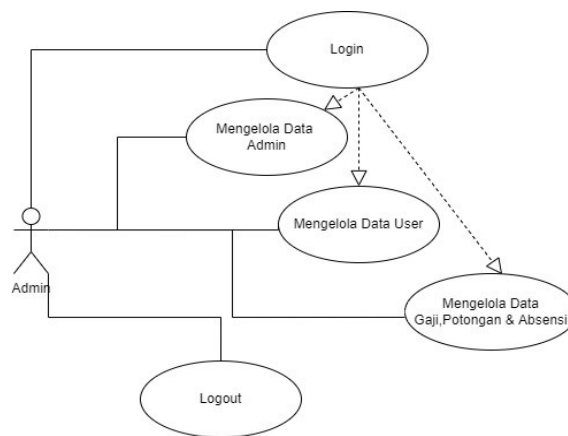 Login
Mengelola Data
Admin
Mengelola Data User
Admin
Mengelola Data
Gaji,Potongan & Absensi
Logout